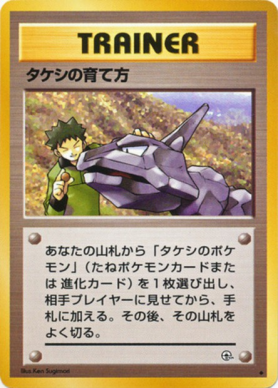 TRAINER
タケシの育て方
あなたの山札から「タケシのポケ
モン」(たねポケモンカードまた
は 進化カード) を1枚選び出し、
相手プレイヤーに見せてから、手
札に加える。その後、その山札を
よく切る。
Illus.Ken Sugimori